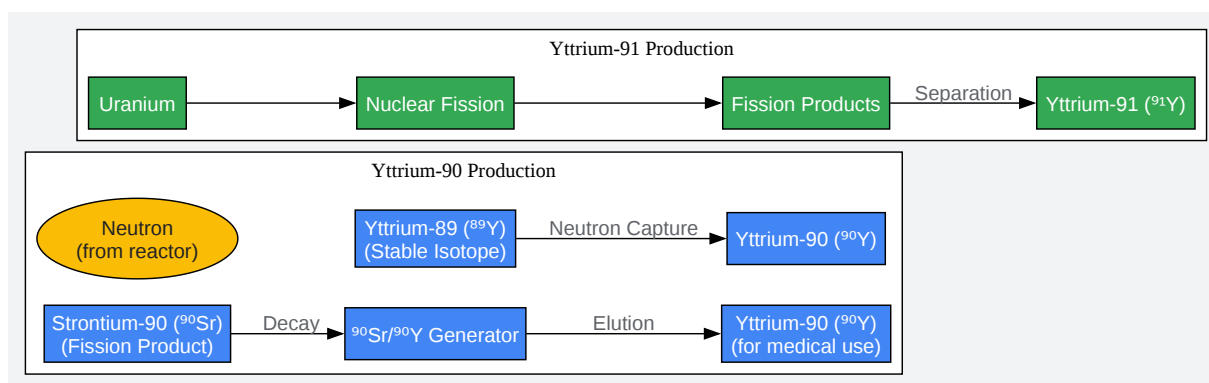 Yttrium-91 Production
Uranium
Nuclear Fission
Fission Products
Separation
Yttrium-91 (⁹¹Y)
Yttrium-90 Production
Neutron
(from reactor)
Yttrium-89 (⁸⁹Y)
(Stable Isotope)
Neutron Capture
Yttrium-90 (⁹⁰Y)
Strontium-90 (⁹⁰Sr)
(Fission Product)
Decay
⁹⁰Sr/⁹⁰Y Generator
Elution
Yttrium-90 (⁹⁰Y)
(for medical use)